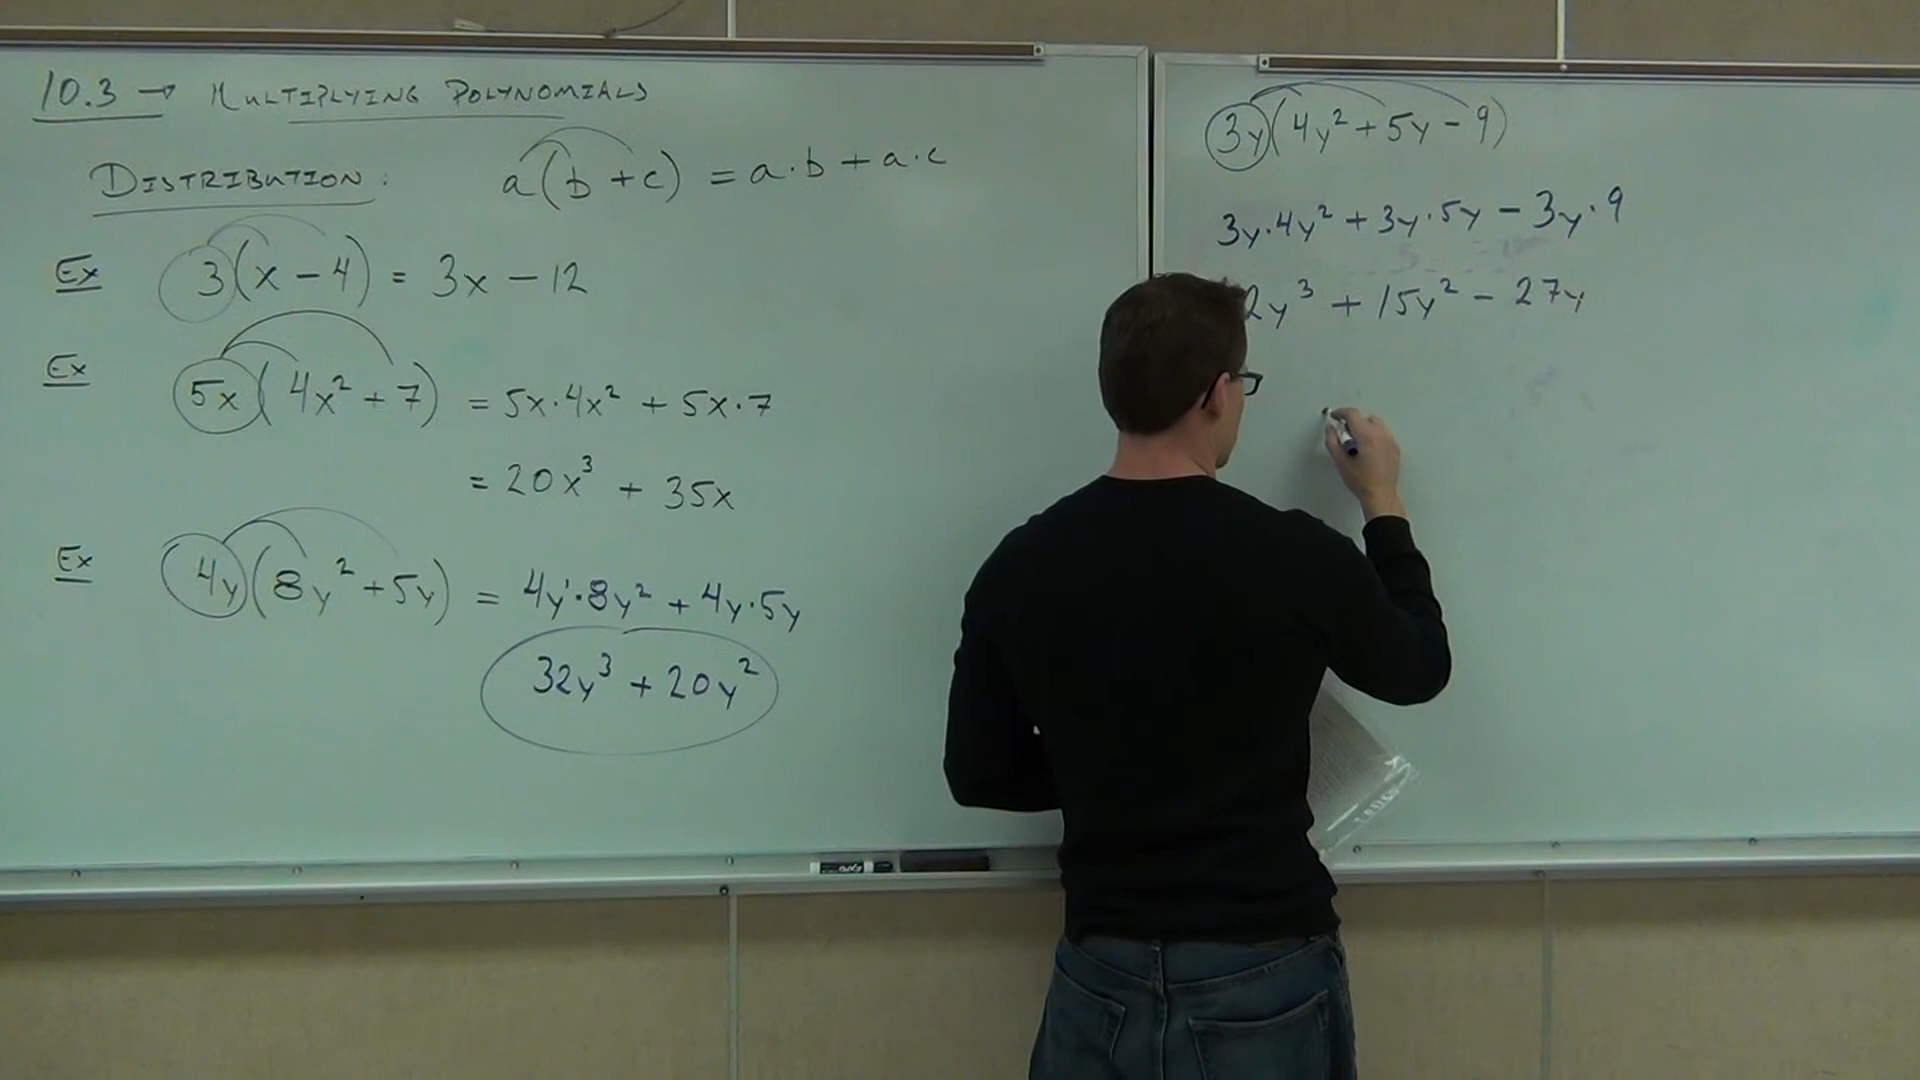 10.3 → MULTIPLYING POLYNOMIALS
DISTRIBUTION: a(b + c) = a·b + a·c
Ex 3(x - 4) = 3x - 12
Ex 5x(4x² + 7) = 5x·4x² + 5x·7
= 20x³ + 35x
Ex 4y(8y² + 5y) = 4y¹·8y² + 4y·5y
32y³ + 20y²
3y(4y² + 5y - 9)
3y·4y² + 3y·5y - 3y·9
2y³ + 15y² - 27y